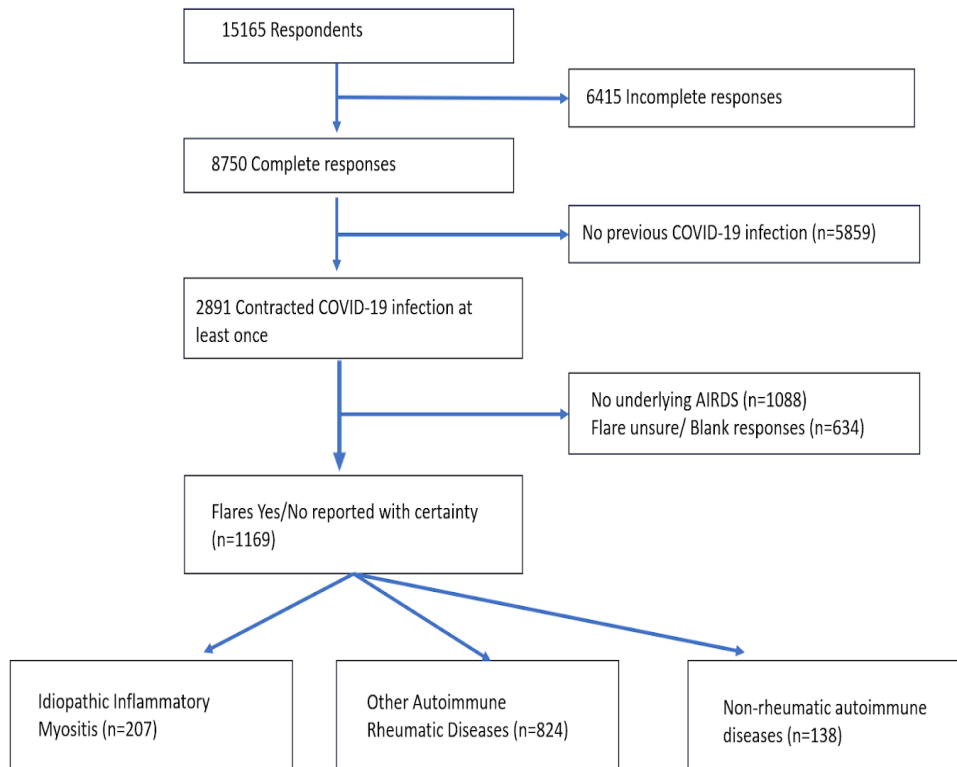 15165 Respondents
6415 Incomplete responses
8750 Complete responses
No previous COVID-19 infection (n=5859)
2891 Contracted COVID-19 infection at
least once
No underlying AIRDS (n=1088)
Flare unsure/ Blank responses (n=634)
Flares Yes/No reported with certainty
(n=1169)
Idiopathic Inflammatory
Myositis (n=207)
Other Autoimmune
Rheumatic Diseases (n=824)
Non-rheumatic autoimmune
diseases (n=138)